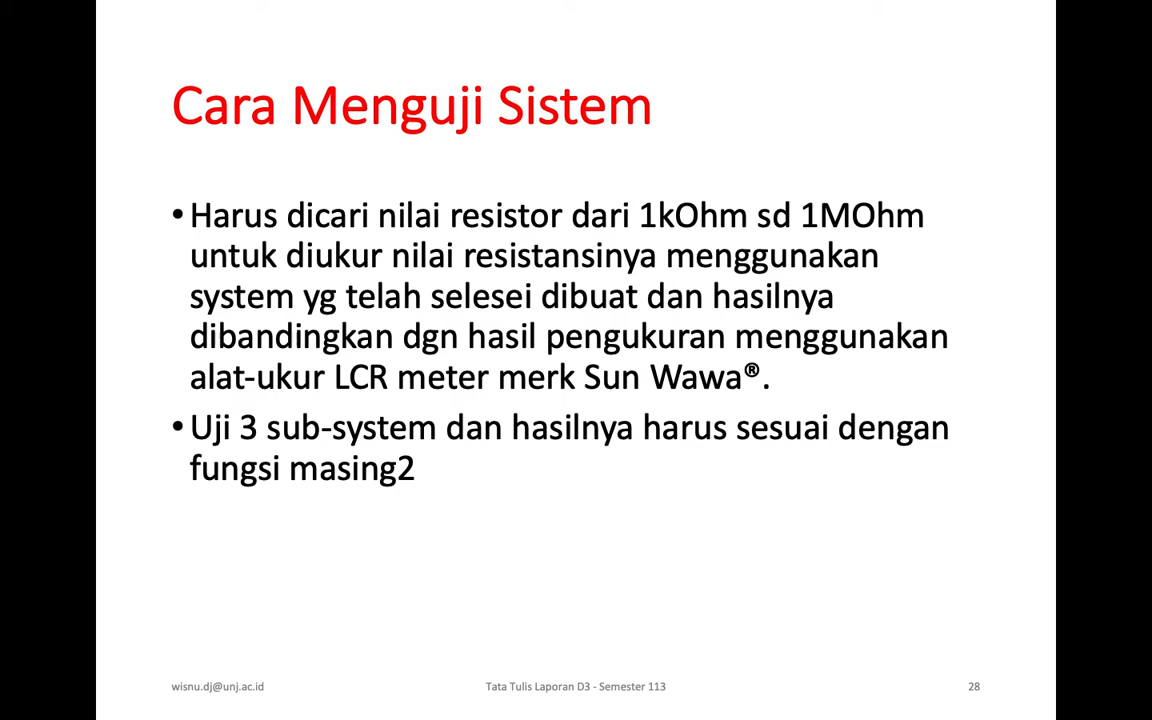 Cara Menguji Sistem
• Harus dicari nilai resistor dari 1kOhm sd 1MOhm
untuk diukur nilai resistansinya menggunakan
system yg telah selesei dibuat dan hasilnya
dibandingkan dgn hasil pengukuran menggunakan
alat-ukur LCR meter merk Sun Wawa®.
• Uji 3 sub-system dan hasilnya harus sesuai dengan
fungsi masing2
wisnu.dj@unj.ac.id
Tata Tulis Laporan D3 - Semester 113
28